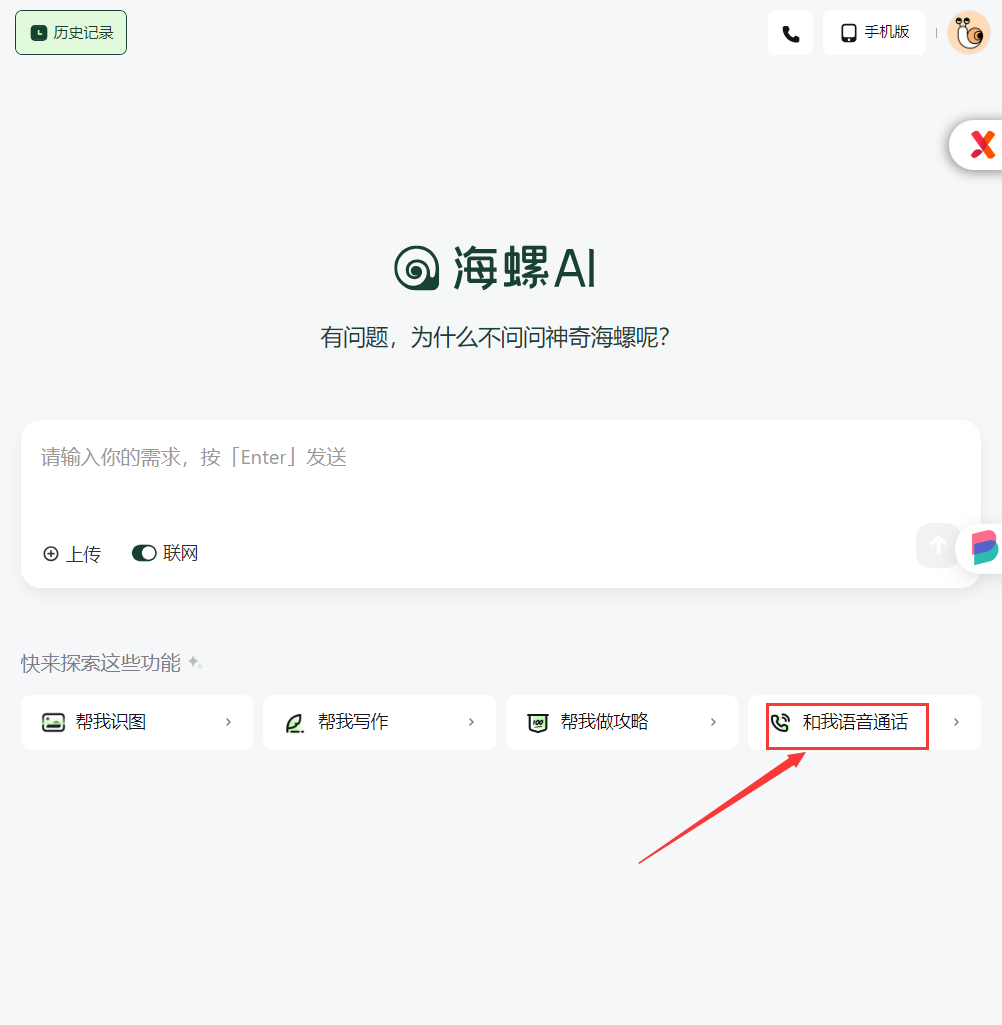 历史记录
手机版
海螺AI
有问题，为什么不问问神奇海螺呢？
请输入你的需求，按「Enter」发送
上传
联网
快来探索这些功能
帮我识图
帮我写作
100
帮我做攻略
和我语音通话